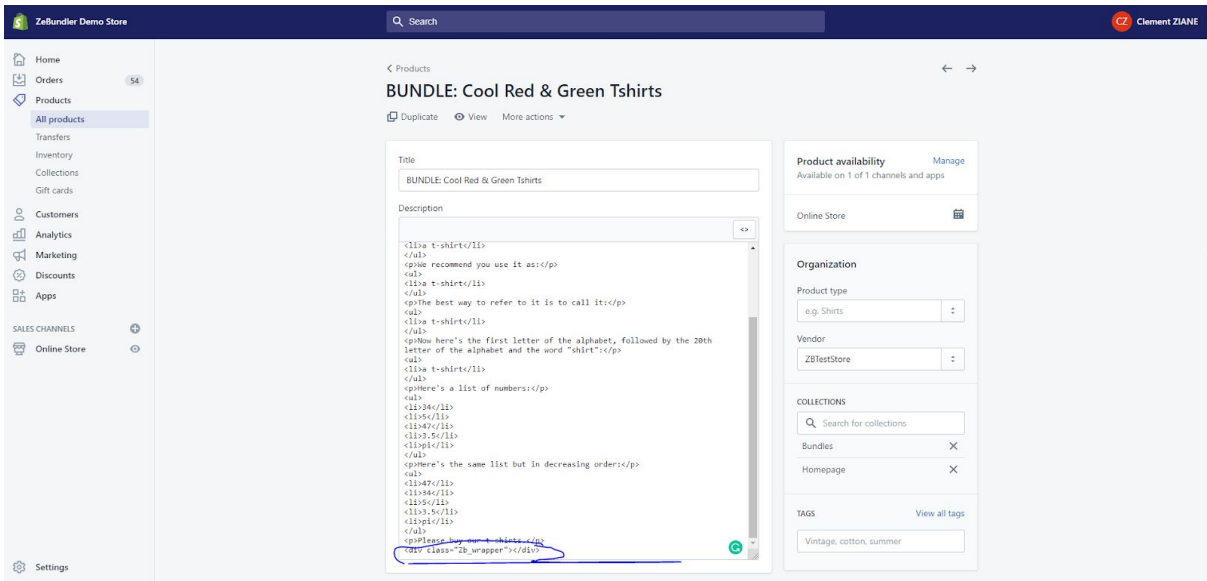 ZeBundler Demo Store
Search
CZ Clement ZIANE
Home
Orders 54
Products
All products
Transfers
Inventory
Collections
Gift cards
Customers
Analytics
Marketing
Discounts
Apps
SALES CHANNELS
Online Store
Settings
Products
BUNDLE: Cool Red & Green Tshirts
Duplicate View More actions
Title
BUNDLE: Cool Red & Green Tshirts
Description
<>
<li>a t-shirt</li>
</ul>
<p>We recommend you use it as:</p>
<ul>
<li>a t-shirt</li>
</ul>
<p>The best way to refer to it is to call it:</p>
<ul>
<li>a t-shirt</li>
</ul>
<p>Now here's the first letter of the alphabet, followed by the 20th
letter of the alphabet and the word "shirt":</p>
<ul>
<li>a t-shirt</li>
</ul>
<p>Here's a list of numbers:</p>
<ul>
<li>34</li>
<li>5</li>
<li>47</li>
<li>3.5</li>
<li>pi</li>
</ul>
<p>Here's the same list but in decreasing order:</p>
<ul>
<li>47</li>
<li>34</li>
<li>5</li>
<li>3.5</li>
<li>pi</li>
</ul>
<p>Please buy our t-shirts.</p>
<div class="Zb_wrapper"></div>
Product availability Manage
Available on 1 of 1 channels and apps
Online Store
Organization
Product type
e.g. Shirts
Vendor
ZBTestStore
COLLECTIONS
Search for collections
Bundles
Homepage
TAGS View all tags
Vintage, cotton, summer